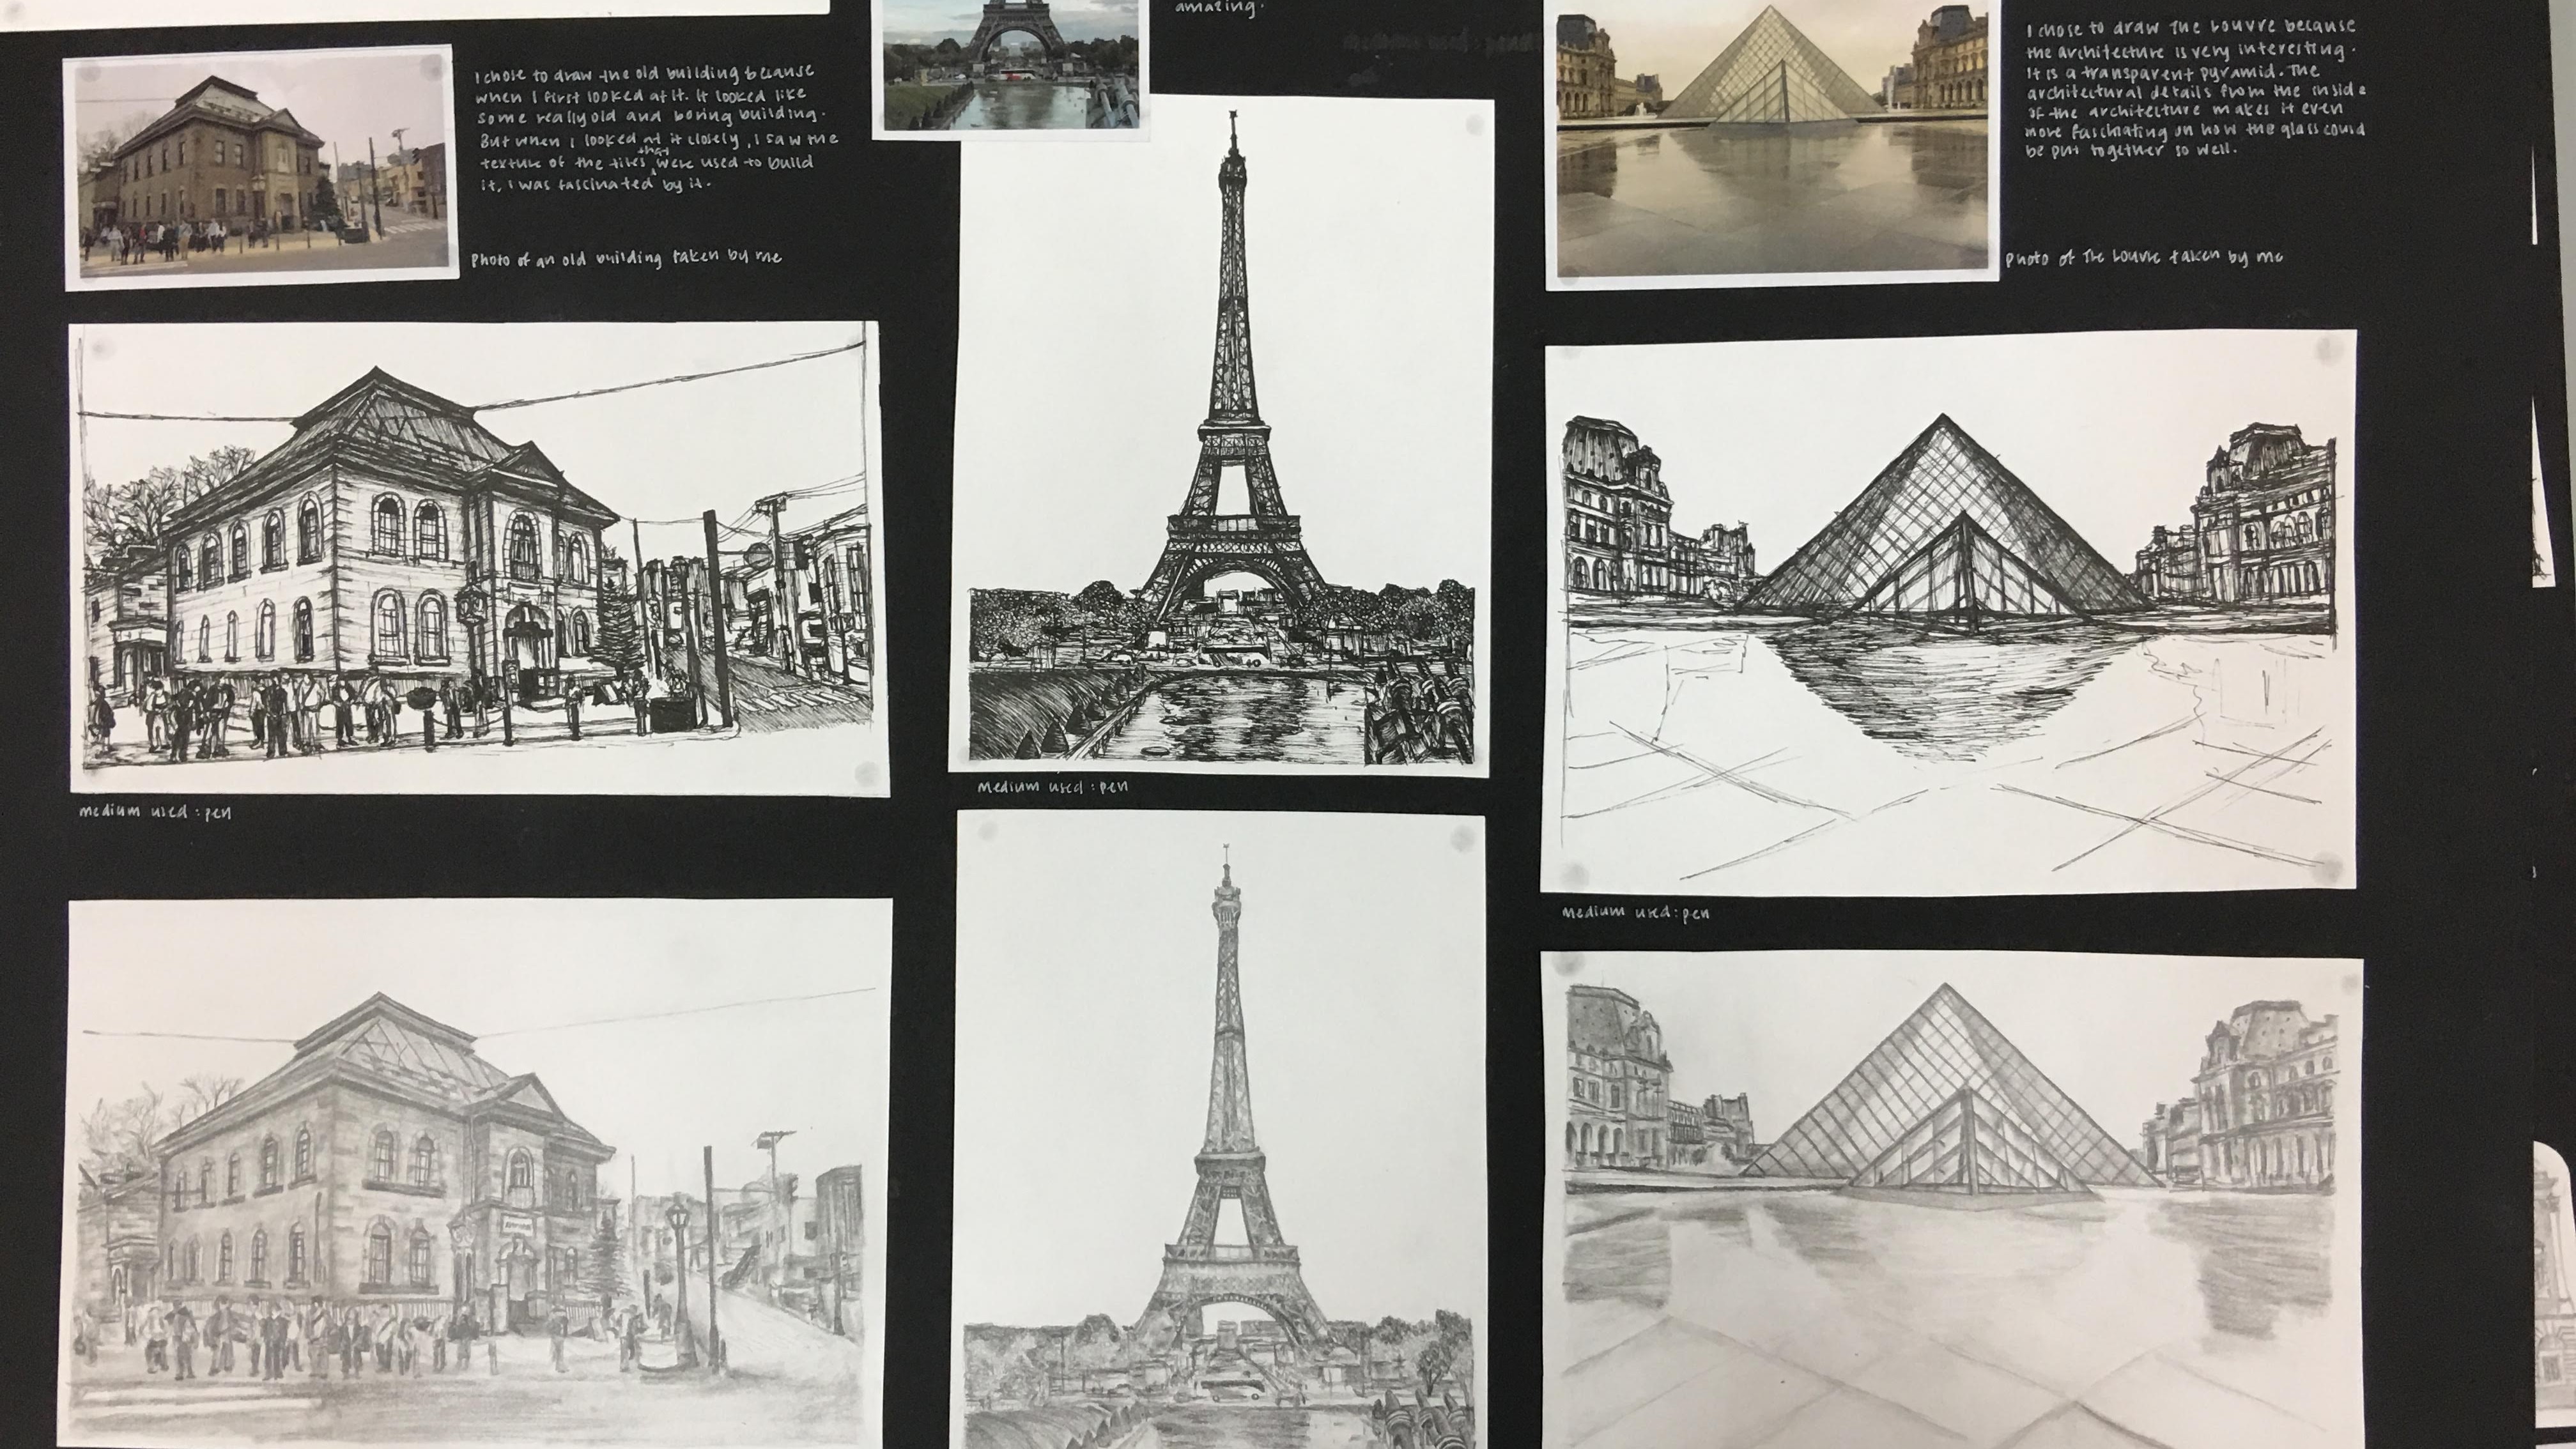 amazing.
I chose to draw the old building because
when I first looked at it. It looked like
some really old and boring building.
But when I looked at it closely, I saw the
texture of the tiles that were used to build
it, I was fascinated by it.
Photo of an old building taken by me
I chose to draw The Louvre because
the architecture is very interesting.
It is a transparent pyramid. The
architectural details from the inside
of the architecture makes it even
more fascinating on how the glass could
be put together so well.
Photo of The Louvre taken by me
medium used : pen
Medium used : pen
Medium used : pen